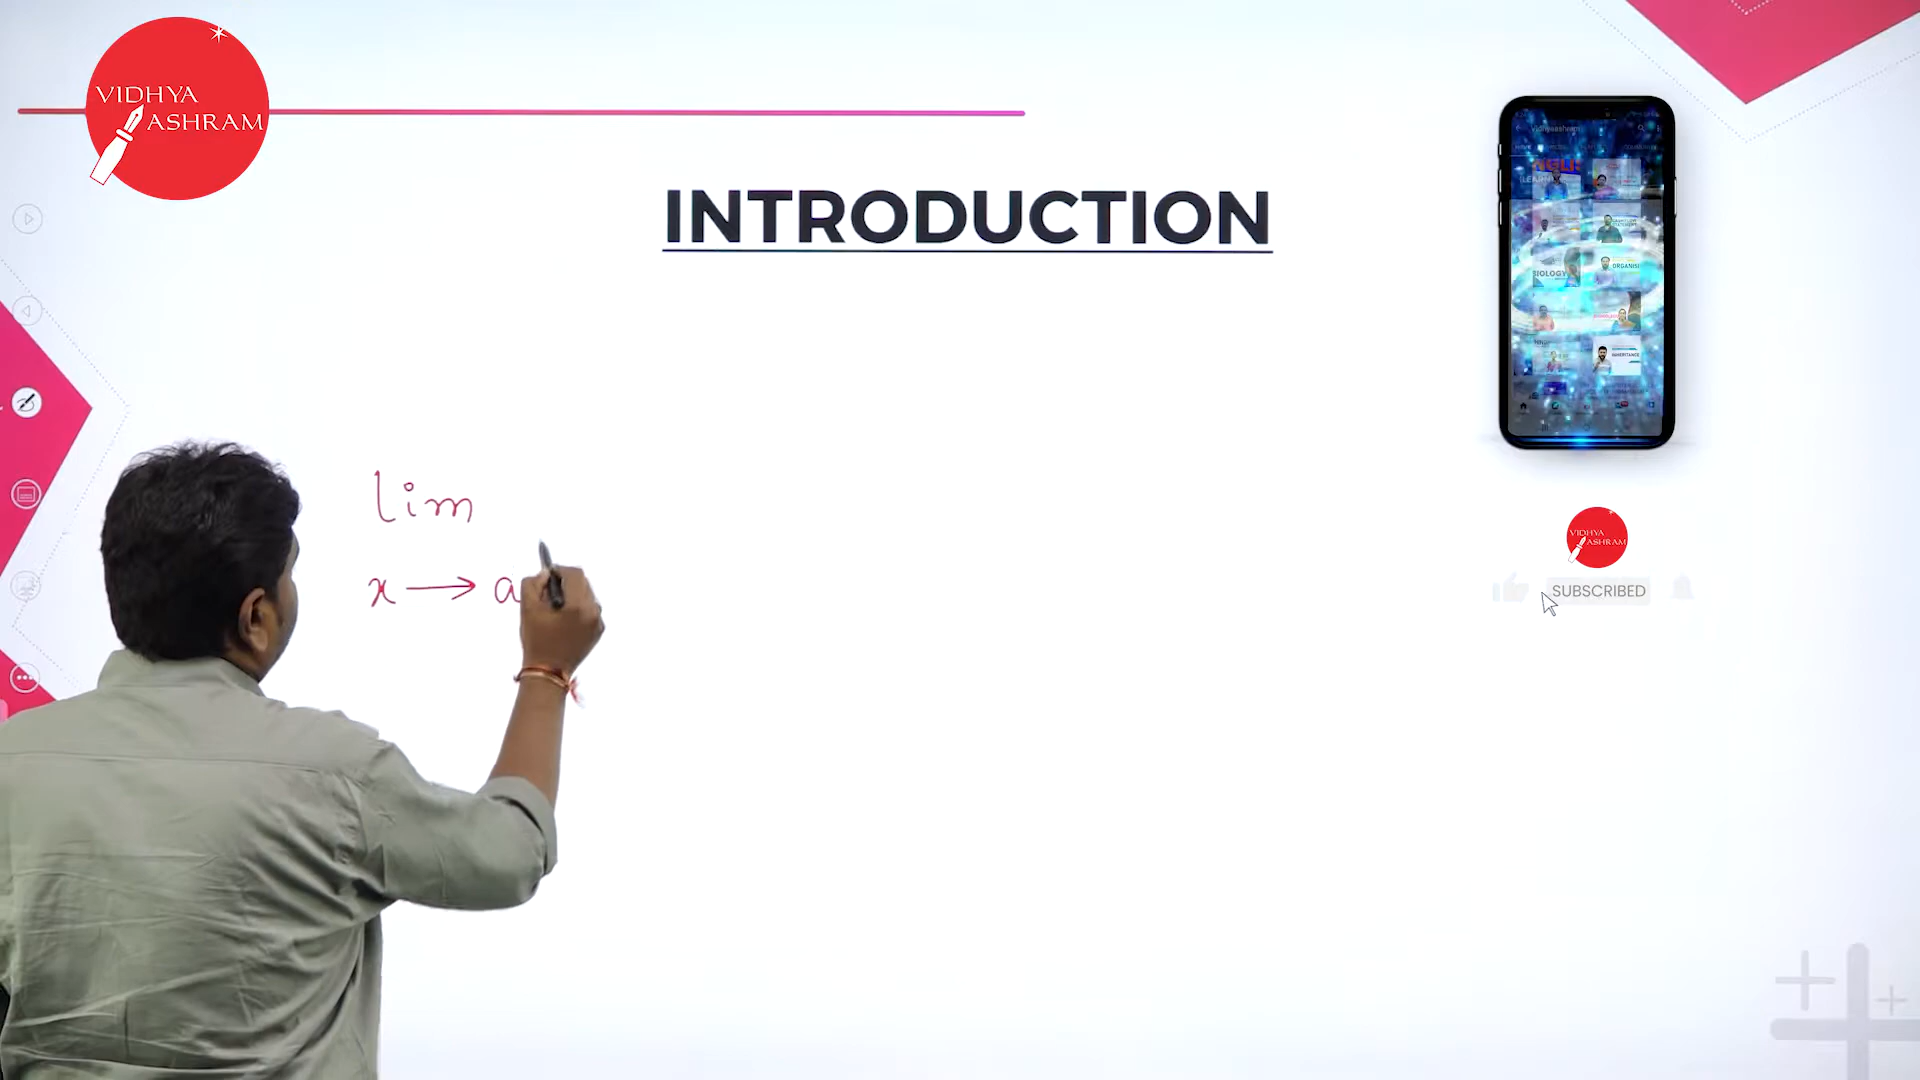 VIDHYA
ASHRAM
INTRODUCTION
lim
x → a
VIDHYA
ASHRAM
SUBSCRIBED